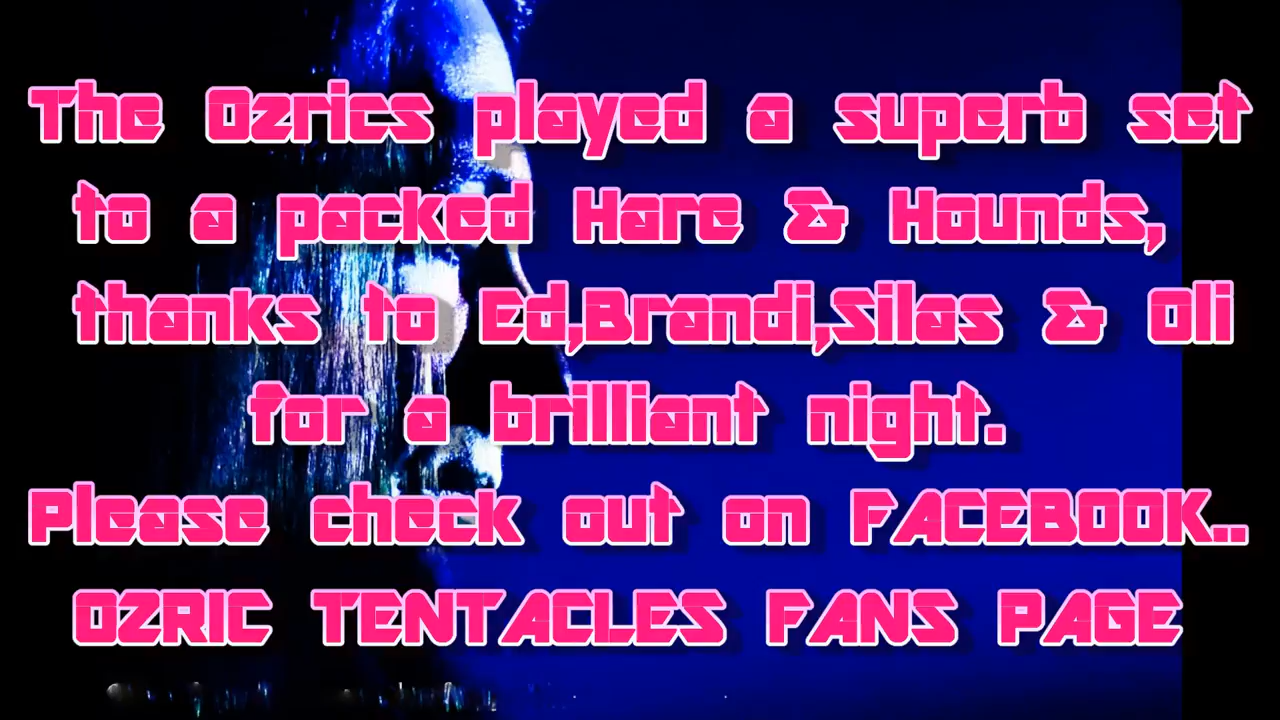 The Ozrics played a superb set
to a packed Hare & Hounds,
thanks to Ed,Brandi,Silas & Oli
for a brilliant night.
Please check out on FACEBOOK..
OZRIC TENTACLES FANS PAGE